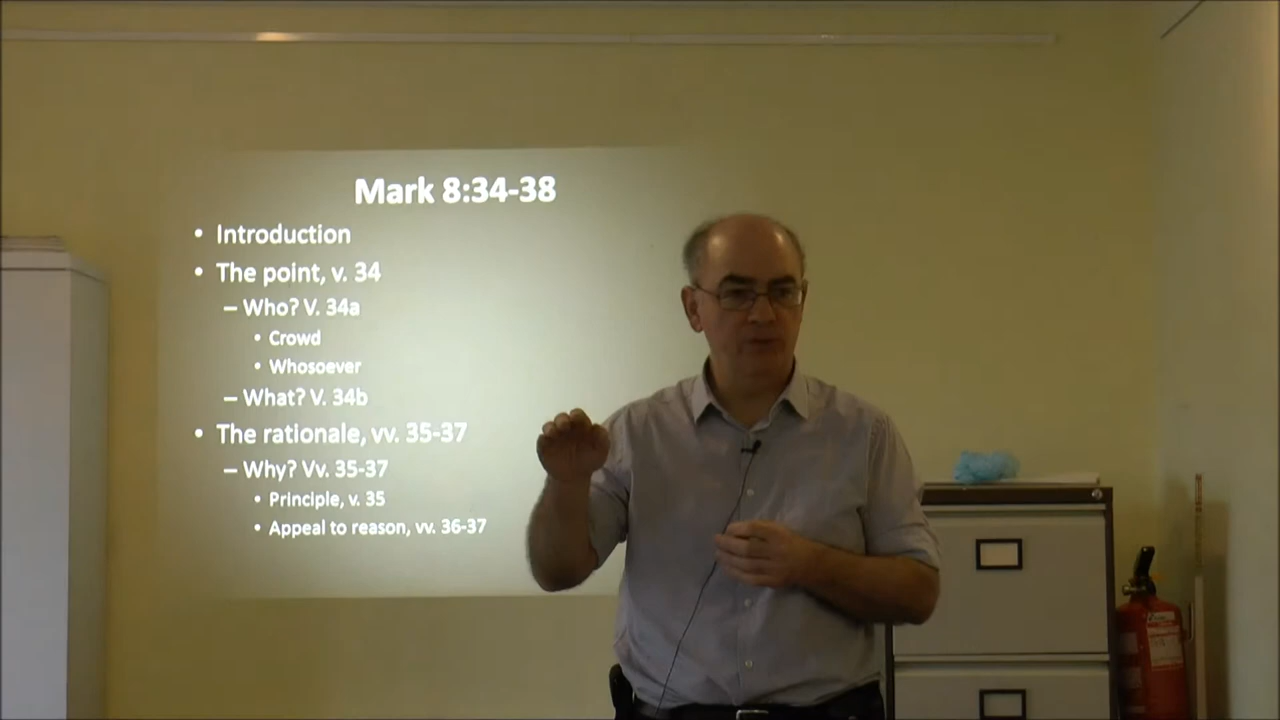 Mark 8:34-38
• Introduction
• The point, v. 34
– Who? V. 34a
• Crowd
• Whosoever
– What? V. 34b
• The rationale, vv. 35-37
– Why? Vv. 35-37
• Principle, v. 35
• Appeal to reason, vv. 36-37